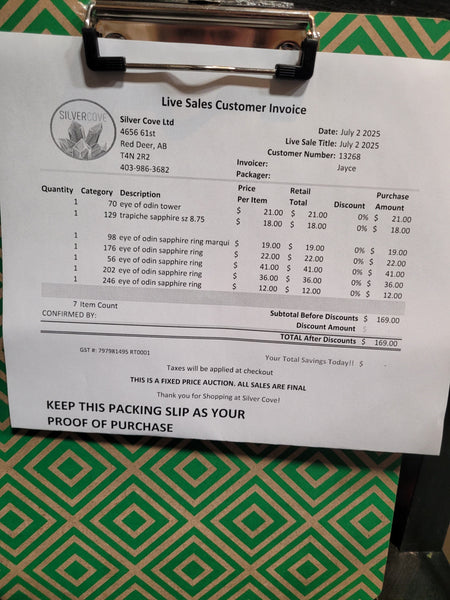 Live Sales Customer Invoice
SILVERCOVE
Silver Cove Ltd
4656 61st
Red Deer, AB
T4N 2R2
403-986-3682
Date: July 2 2025
Live Sale Title: July 2 2025
Customer Number: 13268
Invoicer: Jayce
Packager:
Quantity Category Description Price Per Item Retail Total Discount Purchase Amount
1 70 eye of odin tower $ 21.00 $ 21.00 0% $ 21.00
1 129 trapiche sapphire sz 8.75 $ 18.00 $ 18.00 0% $ 18.00
1 98 eye of odin sapphire ring marqui $ 19.00 $ 19.00 0% $ 19.00
1 176 eye of odin sapphire ring $ 22.00 $ 22.00 0% $ 22.00
1 56 eye of odin sapphire ring $ 41.00 $ 41.00 0% $ 41.00
1 202 eye of odin sapphire ring $ 36.00 $ 36.00 0% $ 36.00
1 246 eye of odin sapphire ring $ 12.00 $ 12.00 0% $ 12.00
7 Item Count Subtotal Before Discounts $ 169.00
CONFIRMED BY: Discount Amount $
TOTAL After Discounts $ 169.00
GST #: 797981495 RT0001
Your Total Savings Today!! $ -
Taxes will be applied at checkout
THIS IS A FIXED PRICE AUCTION. ALL SALES ARE FINAL
Thank you for Shopping at Silver Cove!
KEEP THIS PACKING SLIP AS YOUR
PROOF OF PURCHASE